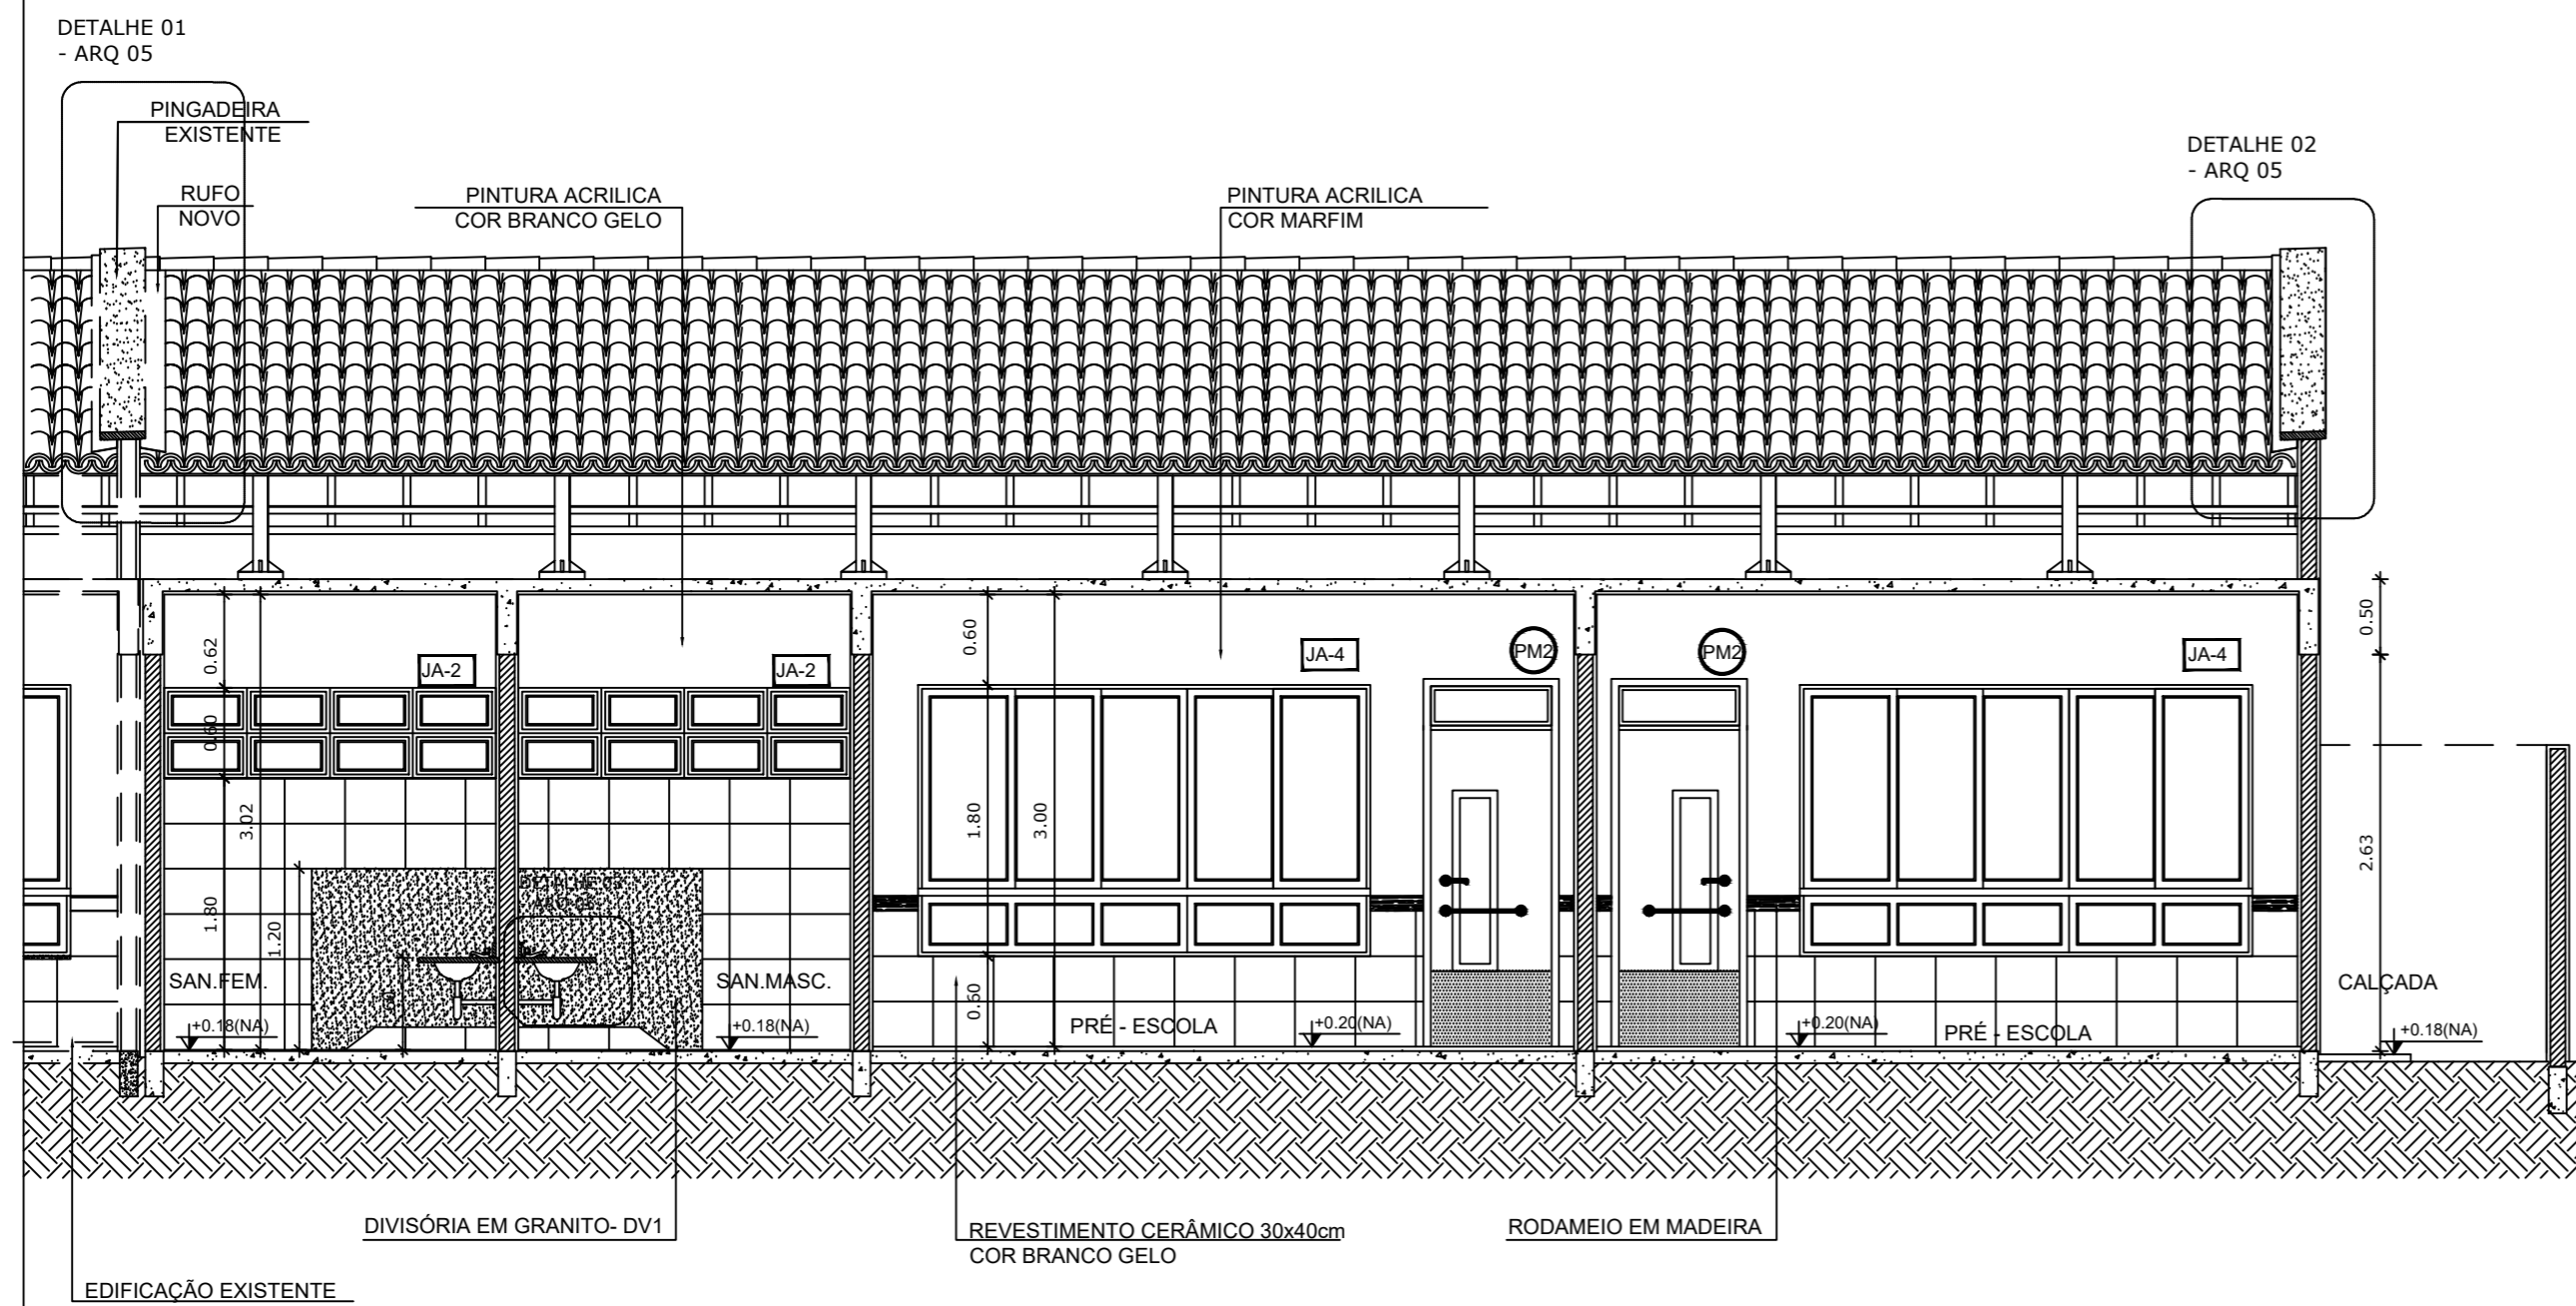 DETALHE 01
- ARQ 05
PINGADEIRA
EXISTENTE
DETALHE 02
- ARQ 05
RUFO
NOVO
PINTURA ACRILICA
COR BRANCO GELO
PINTURA ACRILICA
COR MARFIM
0.62
JA-2
JA-2
0.60
JA-4
PM2
PM2
JA-4
0.50
0.60
3.02
1.80
3.00
2.63
1.80
1.20
SAN.FEM.
SAN.MASC.
0.60
CALÇADA
+0.18(NA)
+0.18(NA)
PRÉ - ESCOLA
+0.20(NA)
+0.20(NA)
PRÉ - ESCOLA
+0.18(NA)
DIVISÓRIA EM GRANITO- DV1
REVESTIMENTO CERÂMICO 30x40cm
COR BRANCO GELO
RODAMEIO EM MADEIRA
EDIFICAÇÃO EXISTENTE